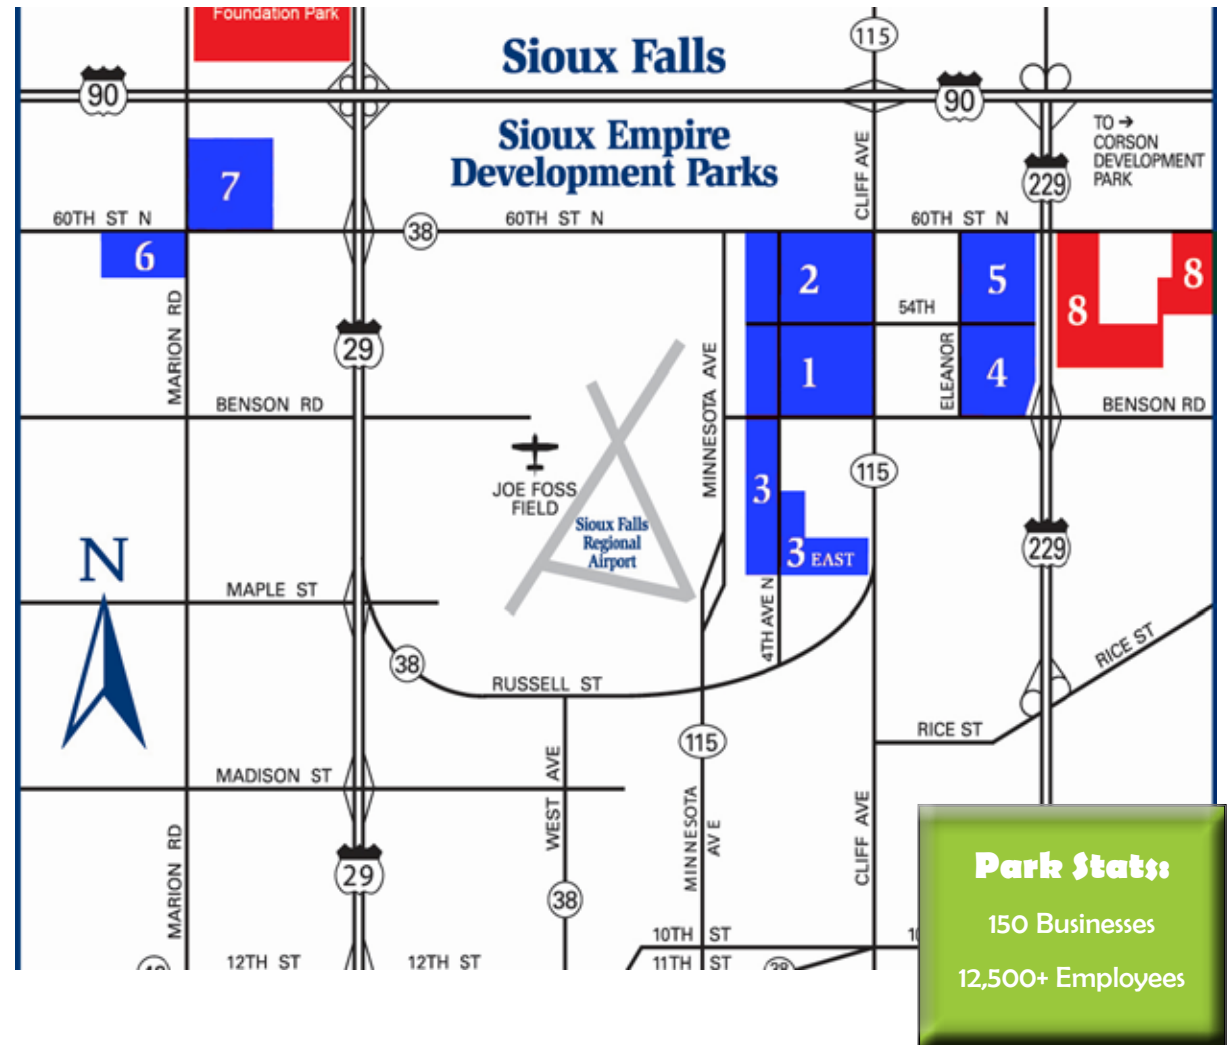 Foundation Park
Sioux Falls
115
90
90
Sioux Empire
Development Parks
TO →
CORSON
DEVELOPMENT
PARK
CLIFF AVE
229
7
60TH ST N
38
60TH ST N
60TH ST N
6
2
5
8
8
54TH
MARION RD
29
MINNESOTA AVE
1
ELEANOR
4
BENSON RD
BENSON RD
JOE FOSS
FIELD
115
3
Sioux Falls
Regional
Airport
3 EAST
229
N
MAPLE ST
4TH AVE N
38
RICE ST
RUSSELL ST
RICE ST
115
MADISON ST
WEST AVE
MINNESOTA
AVE
CLIFF AVE
MARION RD
29
38
10TH ST
11TH ST
12TH ST
12TH ST
38
Park Stats:
150 Businesses
12,500+ Employees